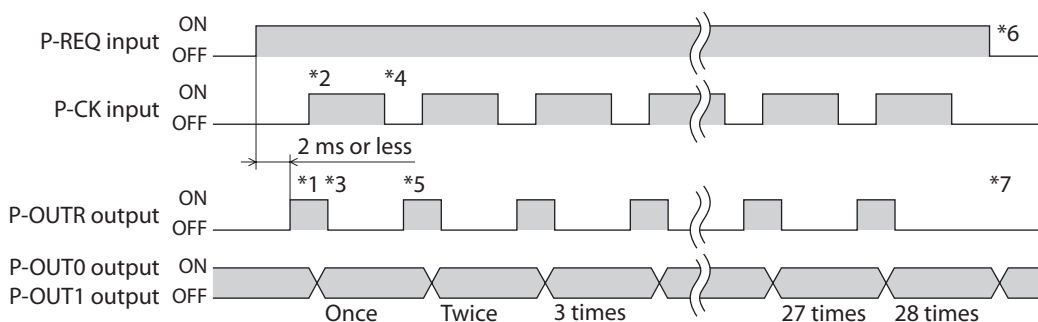 ON
P-REQ input
OFF
*6
*2
*4
ON
P-CK input
OFF
2 ms or less
*1 *3
*5
*7
ON
P-OUTR output
OFF
P-OUT0 output ON
P-OUT1 output OFF
Once
Twice
3 times
27 times
28 times